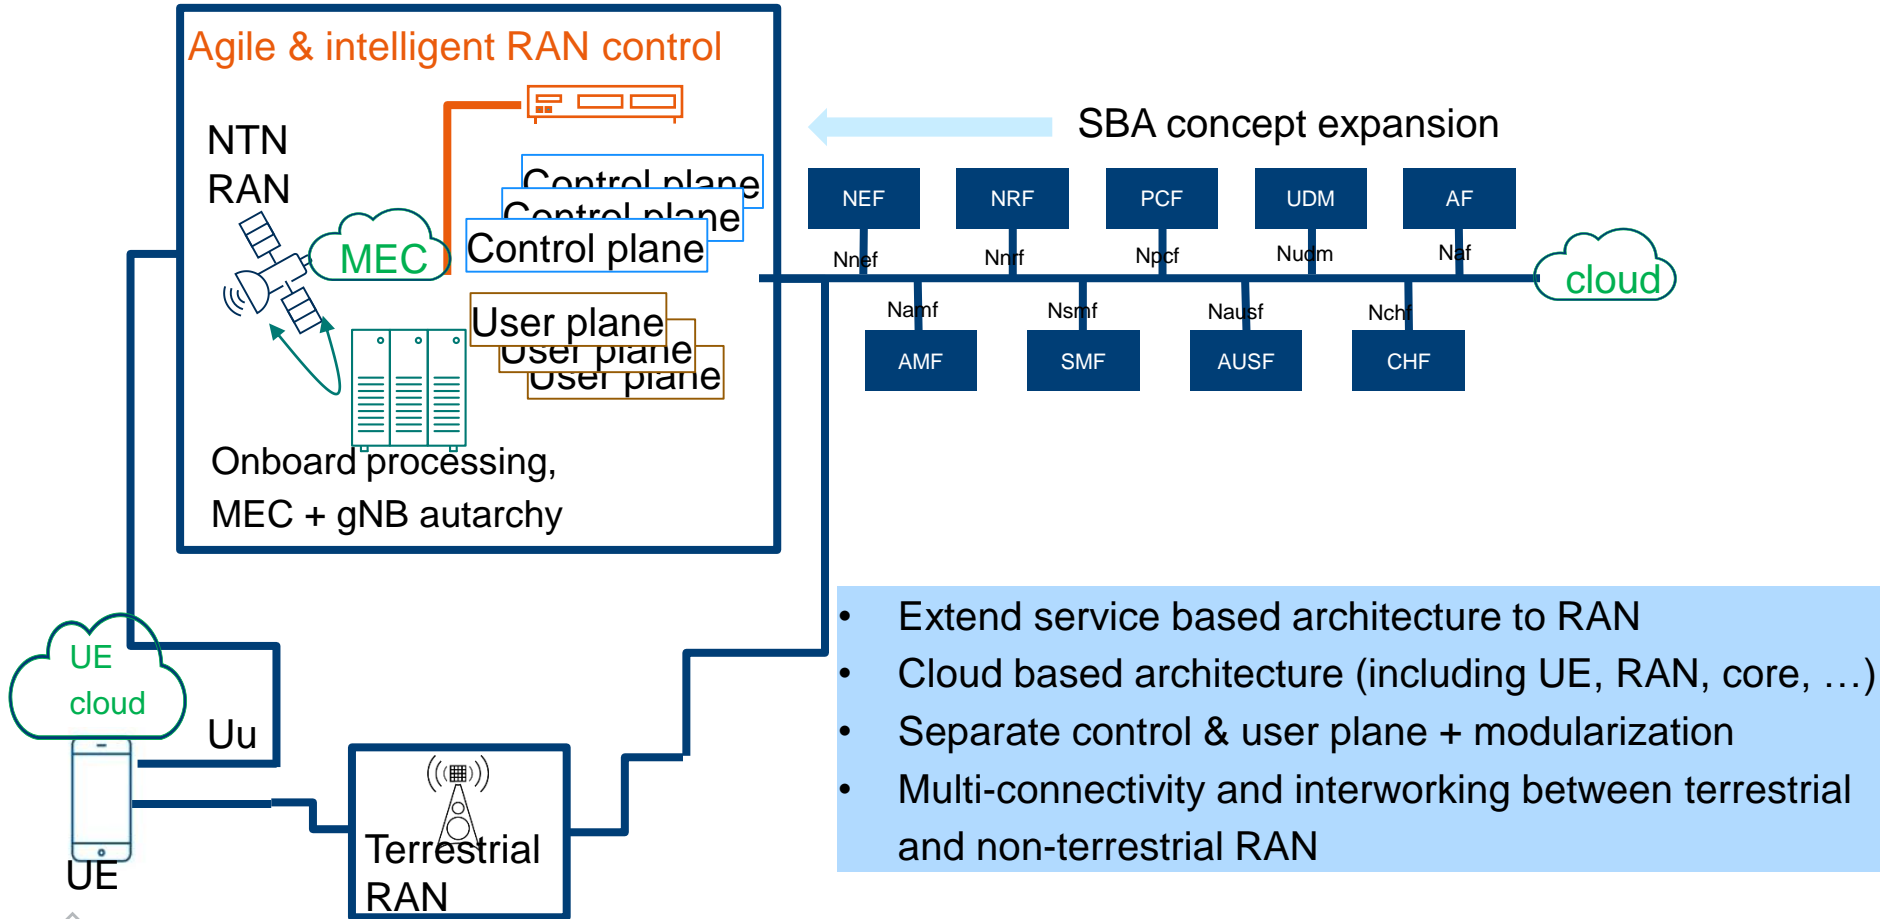 Agile & intelligent RAN control
NTN
RAN
MEC
Control plane
Control plane
Control plane
User plane
User plane
User plane
Onboard processing,
MEC + gNB autarchy
SBA concept expansion
NEF
NRF
PCF
UDM
AF
Nnef
Nnrf
Npcf
Nudm
Naf
cloud
Namf
Nsmf
Nausf
Nchf
AMF
SMF
AUSF
CHF
UE
cloud
Uu
UE
Terrestrial
RAN
• Extend service based architecture to RAN
• Cloud based architecture (including UE, RAN, core, …)
• Separate control & user plane + modularization
• Multi-connectivity and interworking between terrestrial
and non-terrestrial RAN